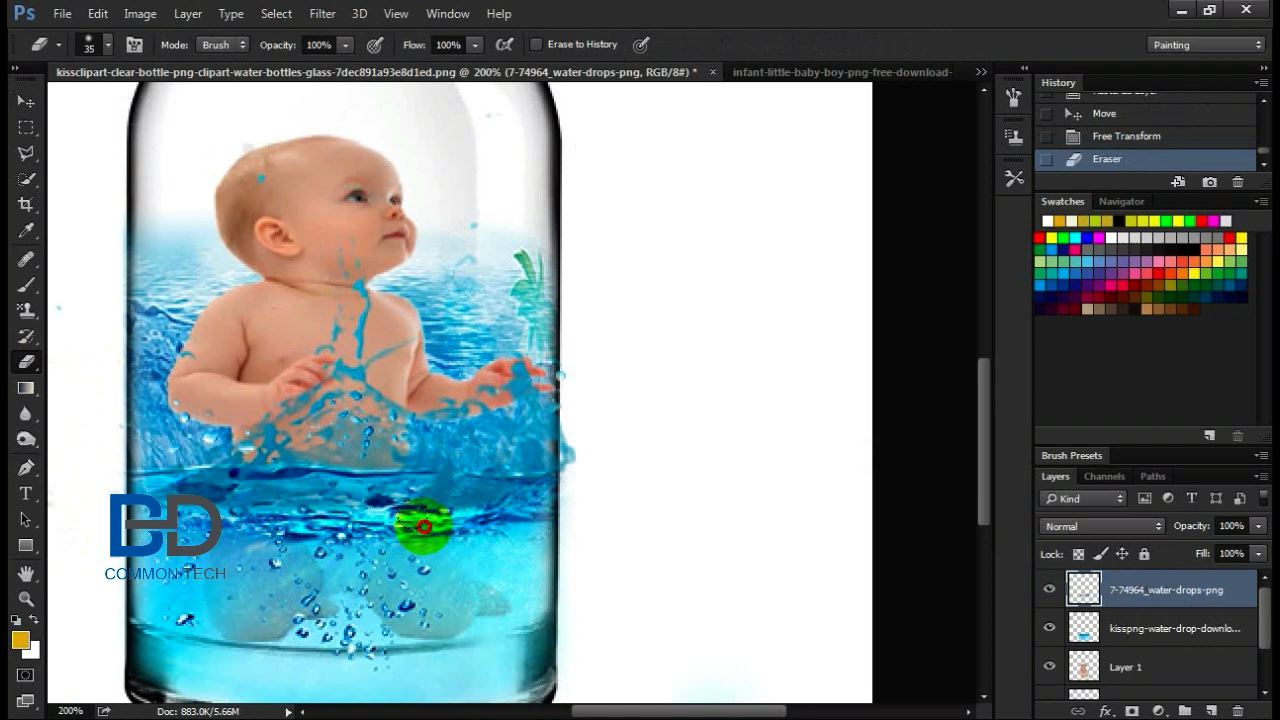 Ps File Edit Image Layer Type Select Filter 3D View Window Help
35 Mode: Brush Opacity: 100% Flow: 100% Erase to History Painting
kissclipart-clear-bottle-png-clipart-water-bottles-glass-7dec891a93e8d1ed.png @ 200% (7-74964_water-drops-png, RGB/8#) * × infant-little-baby-boy-png-free-download-
History
Move
Free Transform
Eraser
Swatches Navigator
Brush Presets
Layers Channels Paths
Kind
Normal Opacity: 100%
Lock: Fill: 100%
7-74964_water-drops-png
kisspng-water-drop-downlo...
Layer 1
BD
COMMON TECH
200% Doc: 883.0K/5.66M